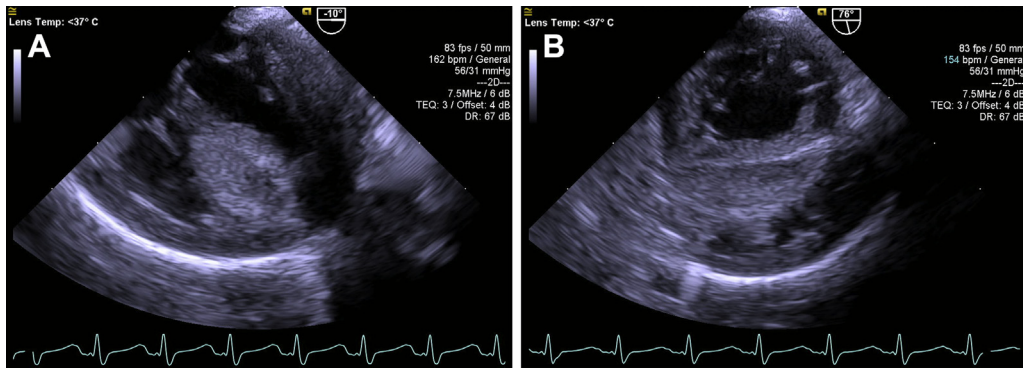 Lens Temp: <37° C
-10°
A
83 fps / 50 mm
162 bpm / General
56/31 mmHg
---2D---
7.5MHz / 6 dB
TEQ: 3 / Offset: 4 dB
DR: 67 dB
Lens Temp: <37° C
76°
B
83 fps / 50 mm
154 bpm / General
56/31 mmHg
---2D---
7.5MHz / 6 dB
TEQ: 3 / Offset: 4 dB
DR: 67 dB